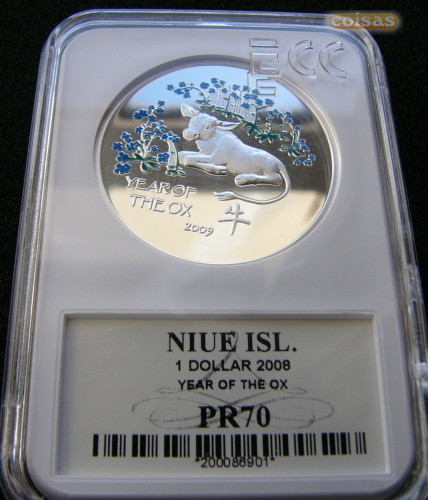 coisas
ECC
YEAR OF
THE OX
2009
牛
NIUE ISL.
1 DOLLAR 2008
YEAR OF THE OX
PR70
*200086901*